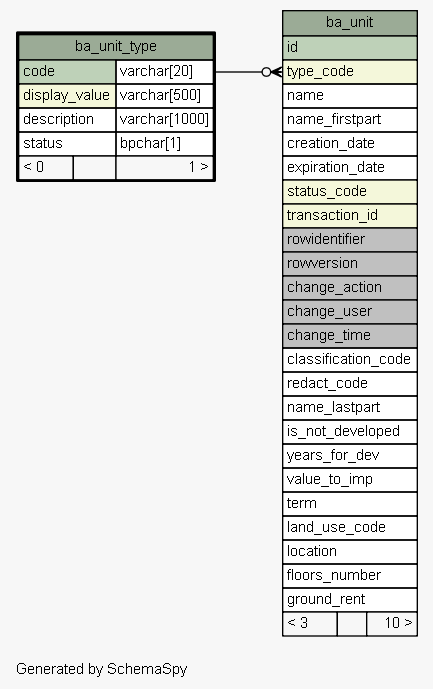 ba_unit_type
code varchar[20]
display_value varchar[500]
description varchar[1000]
status bpchar[1]
< 0 1 >
ba_unit
id
type_code
name
name_firstpart
creation_date
expiration_date
status_code
transaction_id
rowidentifier
rowversion
change_action
change_user
change_time
classification_code
redact_code
name_lastpart
is_not_developed
years_for_dev
value_to_imp
term
land_use_code
location
floors_number
ground_rent
< 3 10 >
Generated by SchemaSpy